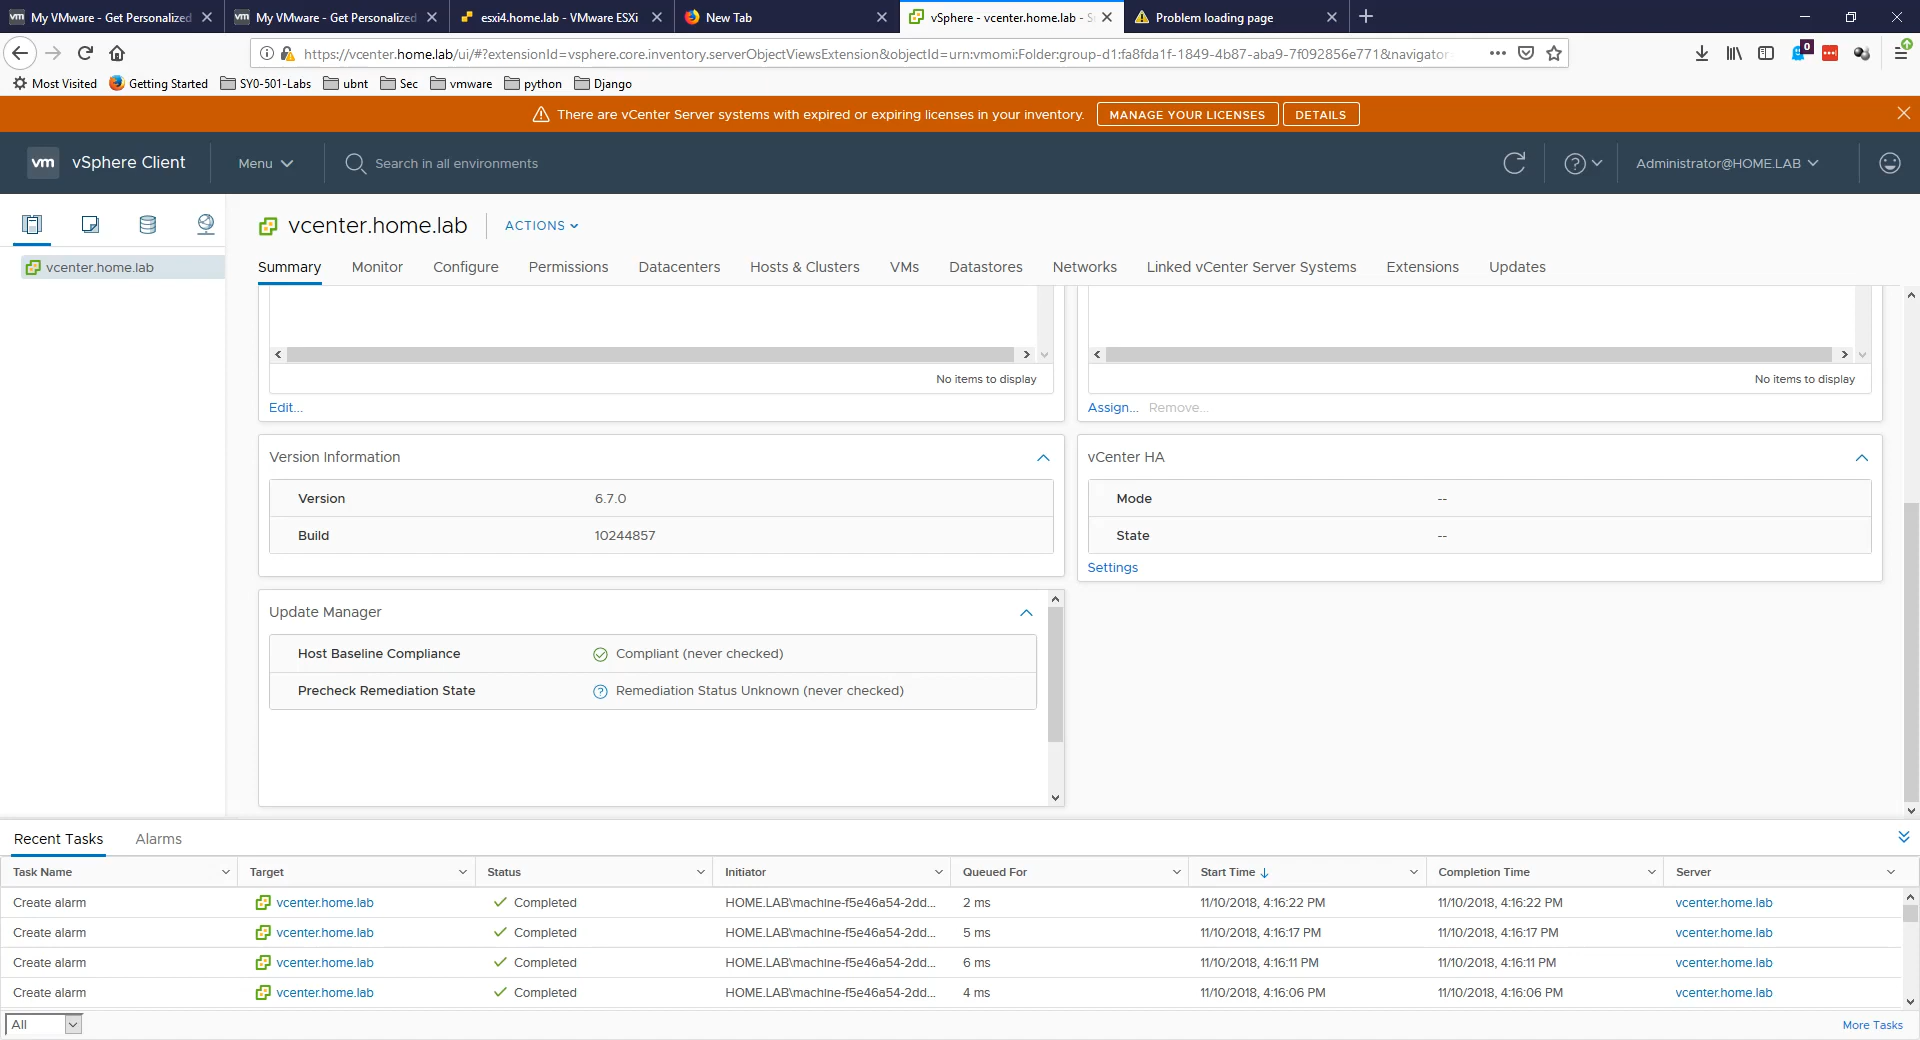 My VMware - Get Personalized
My VMware - Get Personalized
esxi4.home.lab - VMware ESXi
New Tab
vSphere - vcenter.home.lab - S
Problem loading page
https://vcenter.home.lab/ui/#?extensionId=vsphere.core.inventory.serverObjectViewsExtension&objectId=urn:vmomi:Folder:group-d1:fa8fda1f-1849-4b87-aba9-7f092856e771&navigator
0
Most Visited
Getting Started
SY0-501-Labs
ubnt
Sec
vmware
python
Django
There are vCenter Server systems with expired or expiring licenses in your inventory.
MANAGE YOUR LICENSES
DETAILS
vm
vSphere Client
Menu
Search in all environments
Administrator@HOME.LAB
vcenter.home.lab
vcenter.home.lab
ACTIONS
Summary
Monitor
Configure
Permissions
Datacenters
Hosts & Clusters
VMs
Datastores
Networks
Linked vCenter Server Systems
Extensions
Updates
No items to display
No items to display
Edit...
Assign...
Remove...
Version Information
Version 6.7.0
Build 10244857
vCenter HA
Mode --
State --
Settings
Update Manager
Host Baseline Compliance Compliant (never checked)
Precheck Remediation State Remediation Status Unknown (never checked)
Recent Tasks
Alarms
Task Name Target Status Initiator Queued For Start Time Completion Time Server
Create alarm vcenter.home.lab Completed HOME.LAB\machine-f5e46a54-2dd... 2 ms 11/10/2018, 4:16:22 PM 11/10/2018, 4:16:22 PM vcenter.home.lab
Create alarm vcenter.home.lab Completed HOME.LAB\machine-f5e46a54-2dd... 5 ms 11/10/2018, 4:16:17 PM 11/10/2018, 4:16:17 PM vcenter.home.lab
Create alarm vcenter.home.lab Completed HOME.LAB\machine-f5e46a54-2dd... 6 ms 11/10/2018, 4:16:11 PM 11/10/2018, 4:16:11 PM vcenter.home.lab
Create alarm vcenter.home.lab Completed HOME.LAB\machine-f5e46a54-2dd... 4 ms 11/10/2018, 4:16:06 PM 11/10/2018, 4:16:06 PM vcenter.home.lab
All
More Tasks